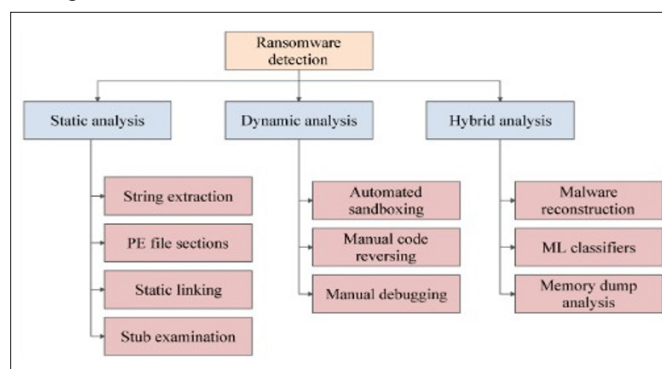 Ransomware
detection
Static analysis
Dynamic analysis
Hybrid analysis
String extraction
PE file sections
Static linking
Stub examination
Automated
sandboxing
Manual code
reversing
Manual debugging
Malware
reconstruction
ML classifiers
Memory dump
analysis